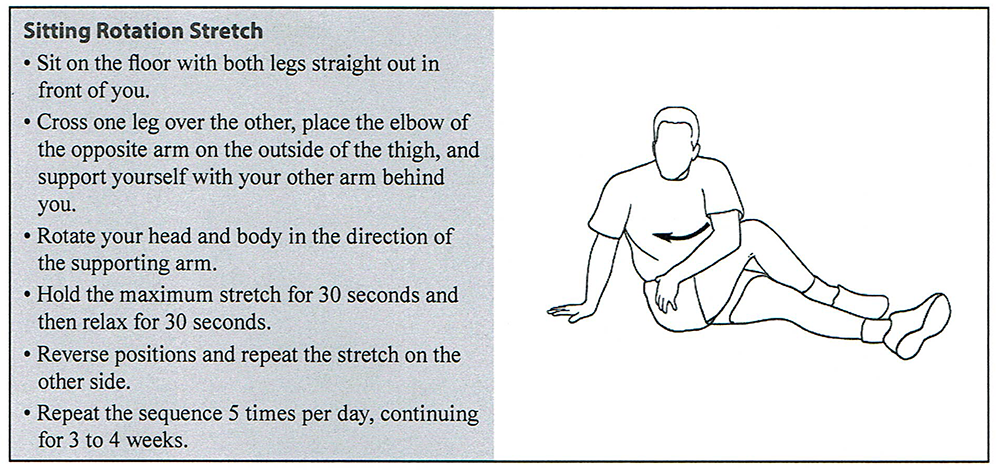 Sitting Rotation Stretch
• Sit on the floor with both legs straight out in
front of you.
• Cross one leg over the other, place the elbow of
the opposite arm on the outside of the thigh, and
support yourself with your other arm behind
you.
• Rotate your head and body in the direction of
the supporting arm.
• Hold the maximum stretch for 30 seconds and
then relax for 30 seconds.
• Reverse positions and repeat the stretch on the
other side.
• Repeat the sequence 5 times per day, continuing
for 3 to 4 weeks.